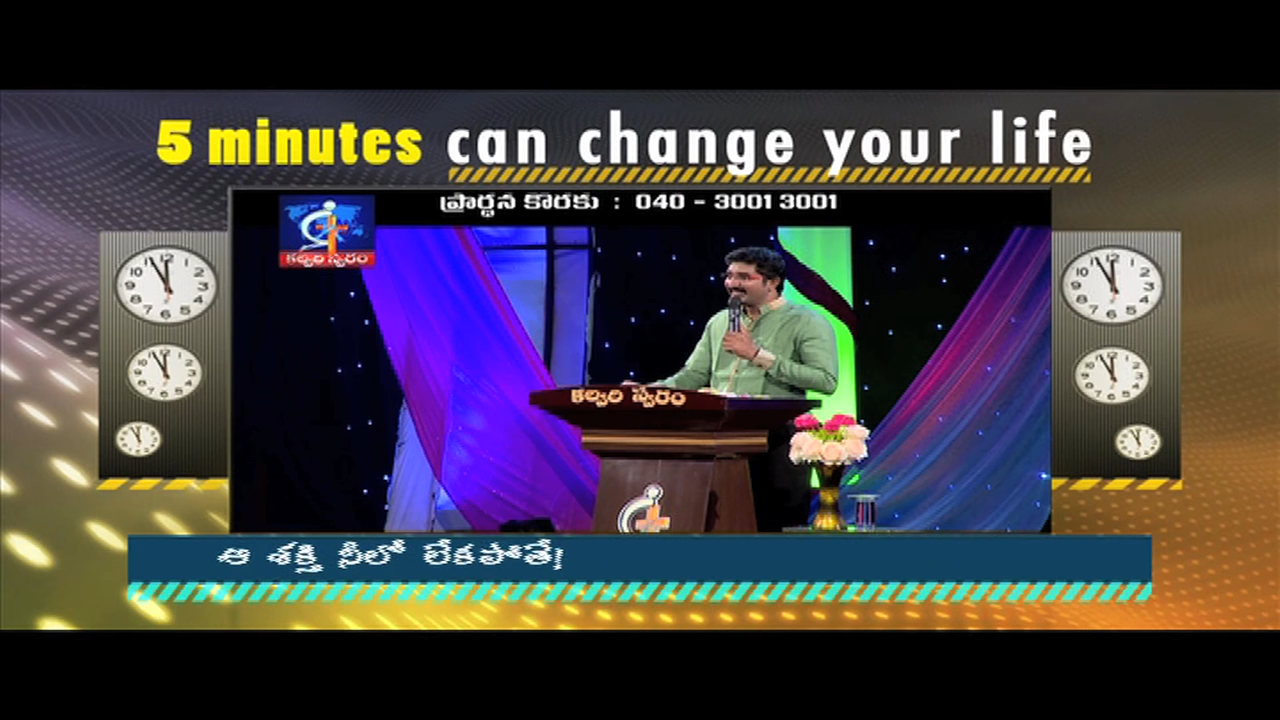 5 minutes can change your life
ప్రార్థన కొరకు : 040 - 3001 3001
కల్వరి స్వరం
కల్వరి స్వరం
ఆ శక్తి నీలో లేకపోతే